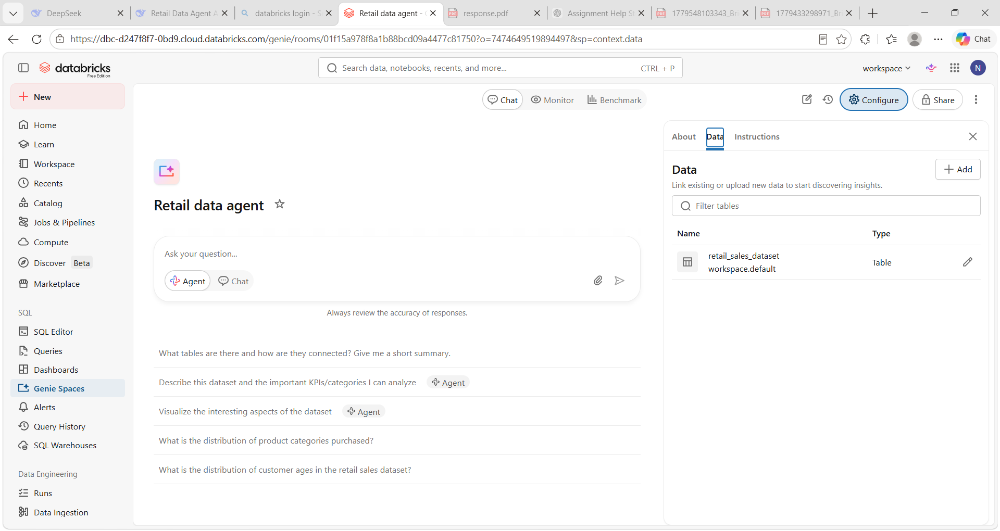 DeepSeek
Retail Data Agent A
databricks login - S
Retail data agent -
response.pdf
Assignment Help St
1779548103343_Bri
1779433298971_Bri
https://dbc-d247f8f7-0bd9.cloud.databricks.com/genie/rooms/01f15a978f8a1b88bcd09a4477c81750?o=7474649519894497&sp=context.data
Chat
databricks
Free Edition
Search data, notebooks, recents, and more...
CTRL + P
workspace
N
New
Home
Learn
Workspace
Recents
Catalog
Jobs & Pipelines
Compute
Discover Beta
Marketplace
SQL
SQL Editor
Queries
Dashboards
Genie Spaces
Alerts
Query History
SQL Warehouses
Data Engineering
Runs
Data Ingestion
Chat
Monitor
Benchmark
Configure
Share
Retail data agent
Ask your question...
Agent
Chat
Always review the accuracy of responses.
What tables are there and how are they connected? Give me a short summary.
Describe this dataset and the important KPIs/categories I can analyze Agent
Visualize the interesting aspects of the dataset Agent
What is the distribution of product categories purchased?
What is the distribution of customer ages in the retail sales dataset?
About
Data
Instructions
Data
Add
Link existing or upload new data to start discovering insights.
Filter tables
Name Type
retail_sales_dataset
workspace.default
Table